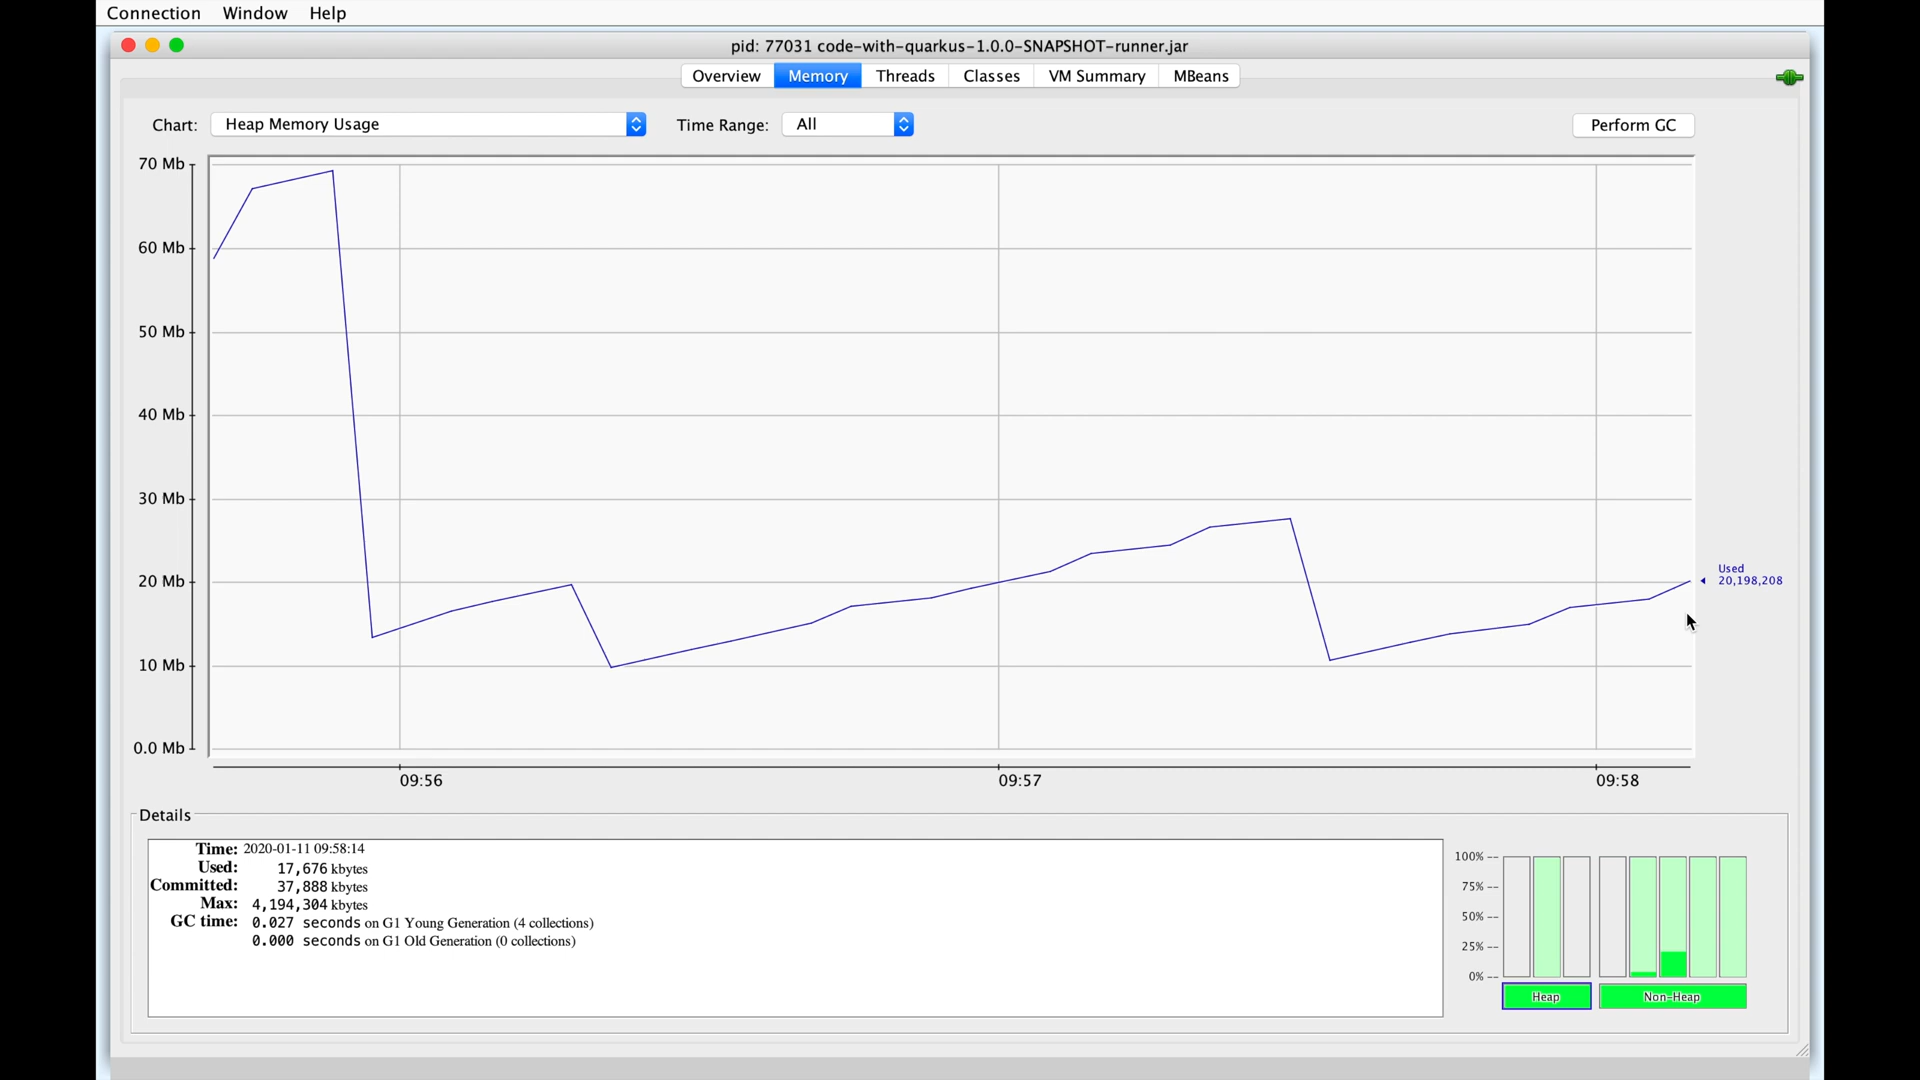 Connection Window Help
pid: 77031 code-with-quarkus-1.0.0-SNAPSHOT-runner.jar
Overview Memory Threads Classes VM Summary MBeans
Chart: Heap Memory Usage Time Range: All Perform GC
70 Mb
60 Mb
50 Mb
40 Mb
30 Mb
20 Mb
10 Mb
0.0 Mb
Used
20,198,208
09:56 09:57 09:58
Details
Time: 2020-01-11 09:58:14
Used: 17,676 kbytes
Committed: 37,888 kbytes
Max: 4,194,304 kbytes
GC time: 0.027 seconds on G1 Young Generation (4 collections)
0.000 seconds on G1 Old Generation (0 collections)
100% --
75% --
50% --
25% --
0% --
Heap Non-Heap